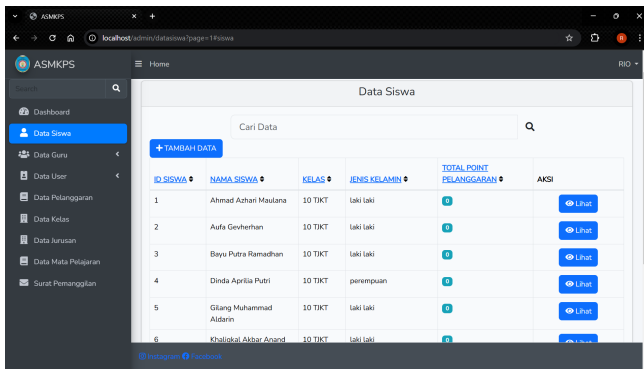 ASMKPS
localhost/admin/datasiswa?page=1#siswa
ASMKPS
Home
RIO
Search
Dashboard
Data Siswa
Data Guru
Data User
Data Pelanggaran
Data Kelas
Data Jurusan
Data Mata Pelajaran
Surat Pemanggilan
Data Siswa
Cari Data
+TAMBAH DATA
ID SISWA NAMA SISWA KELAS JENIS KELAMIN TOTAL POINT PELANGGARAN AKSI
1 Ahmad Azhari Maulana 10 TJKT laki laki 0 Lihat
2 Aufa Gevherhan 10 TJKT laki laki 0 Lihat
3 Bayu Putra Ramadhan 10 TJKT laki laki 0 Lihat
4 Dinda Aprilia Putri 10 TJKT perempuan 0 Lihat
5 Gilang Muhammad Aldarin 10 TJKT laki laki 0 Lihat
6 Khaliqkal Akbar Anand 10 TJKT laki laki 0 Lihat
Instagram Facebook